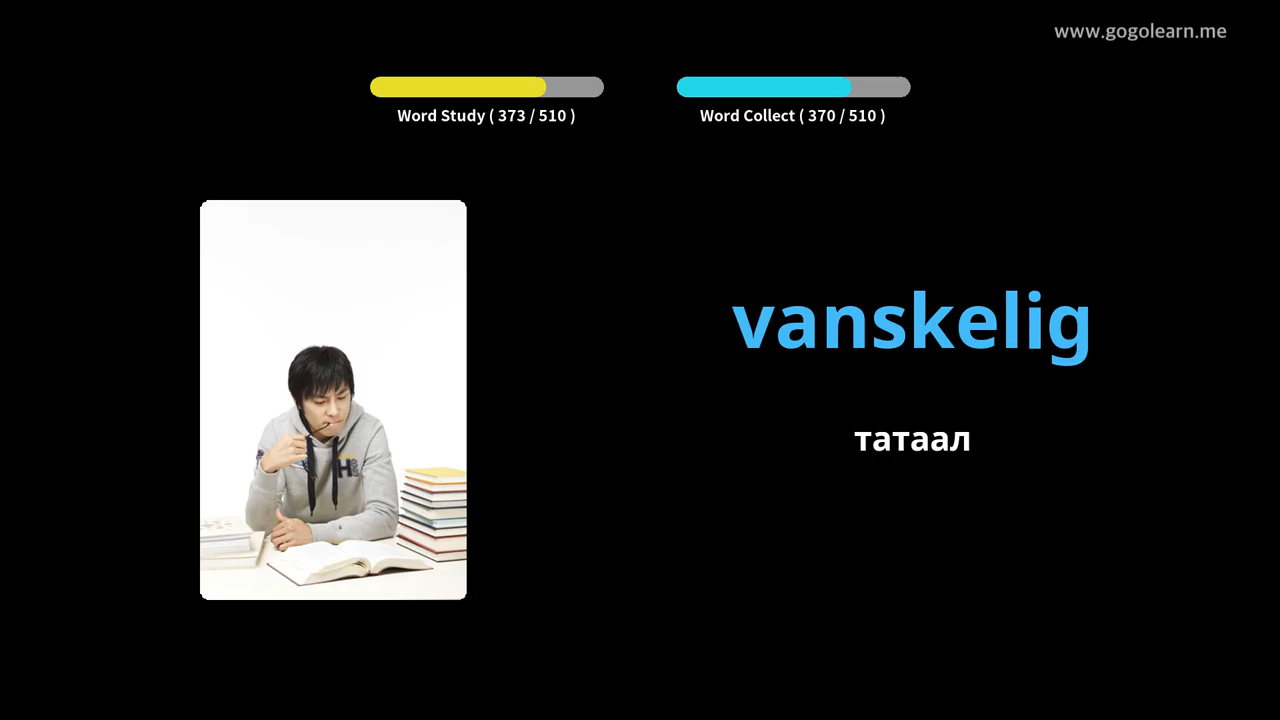 www.gogolearn.me
Word Study ( 373 / 510 )
Word Collect ( 370 / 510 )
vanskelig
татаал
H